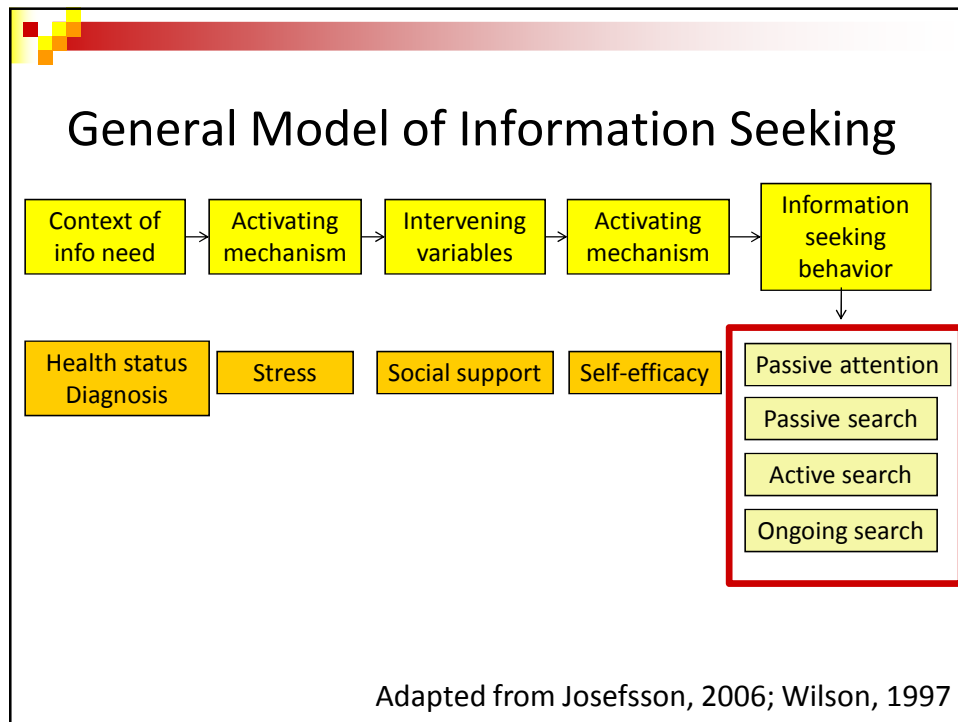 General Model of Information Seeking
Context of
info need
Activating
mechanism
Intervening
variables
Activating
mechanism
Information
seeking
behavior
Health status
Diagnosis
Stress
Social support
Self-efficacy
Passive attention
Passive search
Active search
Ongoing search
Adapted from Josefsson, 2006; Wilson, 1997